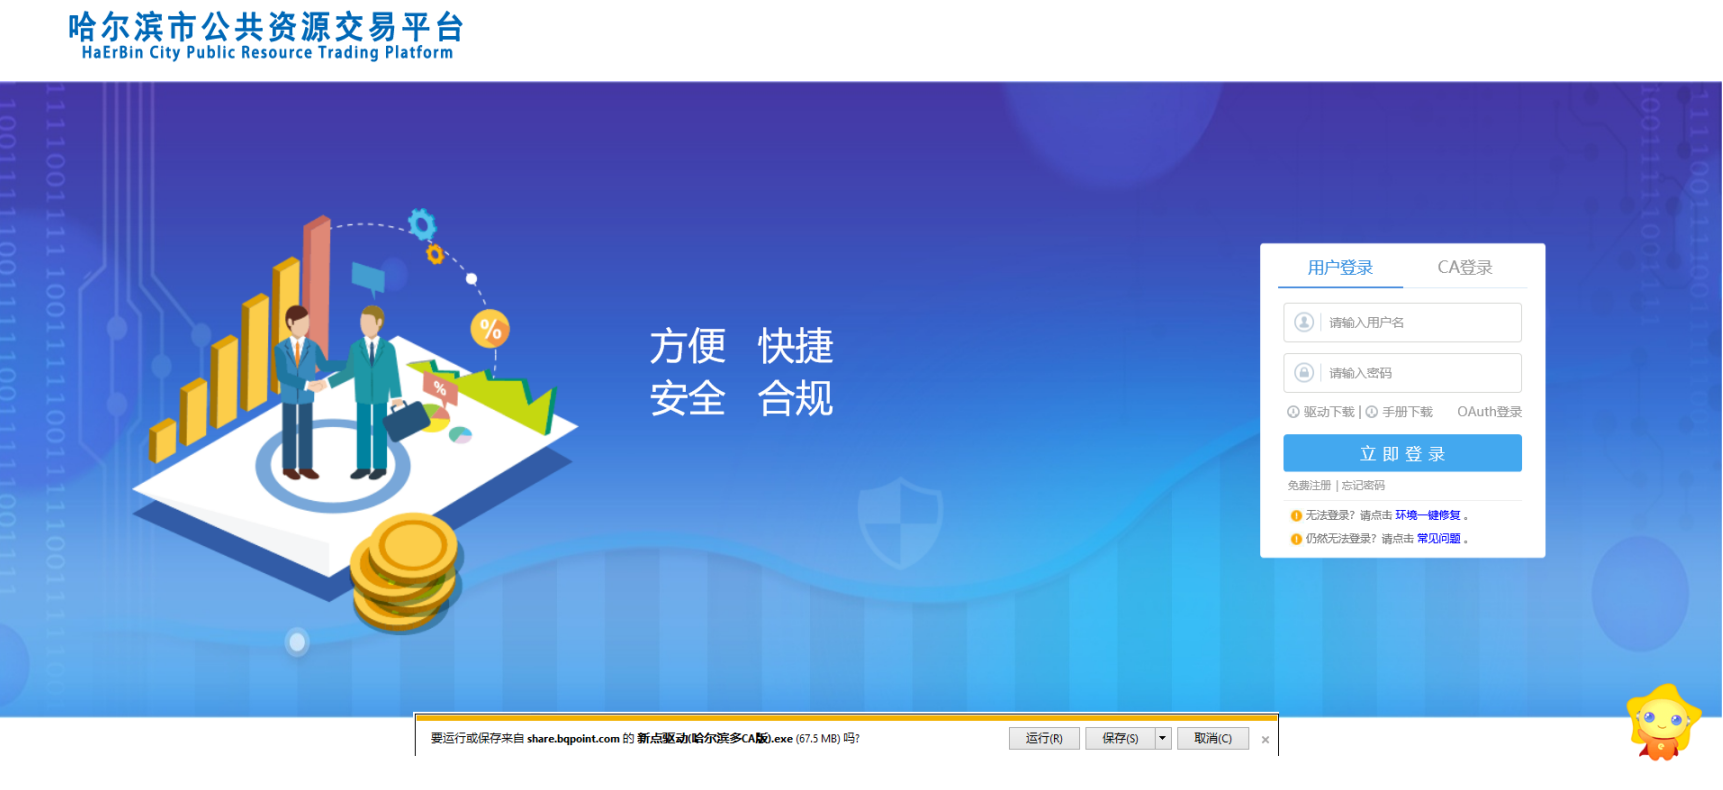 哈尔滨市公共资源交易平台
HaErBin City Public Resource Trading Platform
用户登录 CA登录
请输入用户名
请输入密码
方便 快捷
安全 合规
驱动下载 | 手册下载 OAuth登录
立即登录
免费注册 | 忘记密码
无法登录？请点击 环境一键修复 。
仍然无法登录？请点击 常见问题 。
要运行或保存来自 share.bqpoint.com 的 新点驱动(哈尔滨多CA版).exe (67.5 MB) 吗?
运行(R) 保存(S) 取消(C) ×